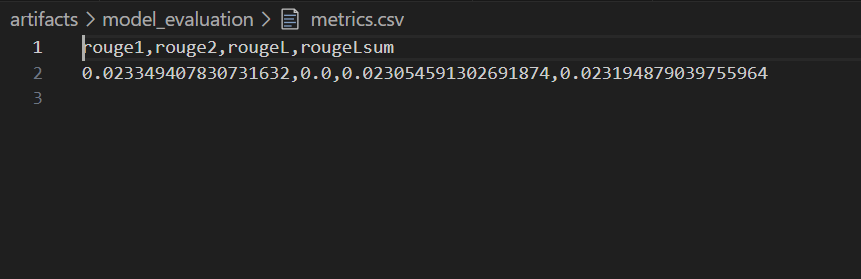 artifacts > model_evaluation > metrics.csv
1 rouge1,rouge2,rougeL,rougeLsum
2 0.023349407830731632,0.0,0.023054591302691874,0.023194879039755964
3